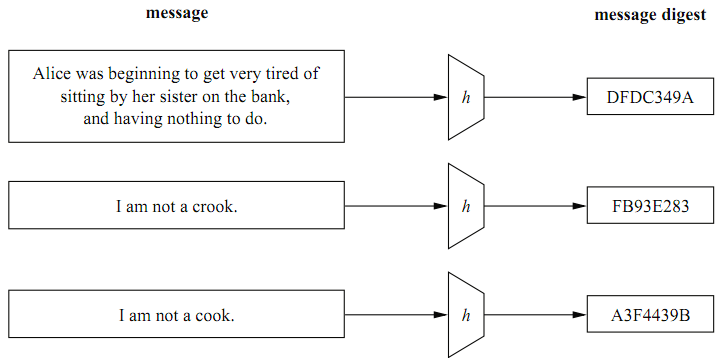 message
message digest
Alice was beginning to get very tired of
sitting by her sister on the bank,
and having nothing to do.
h
DFDC349A
I am not a crook.
h
FB93E283
I am not a cook.
h
A3F4439B